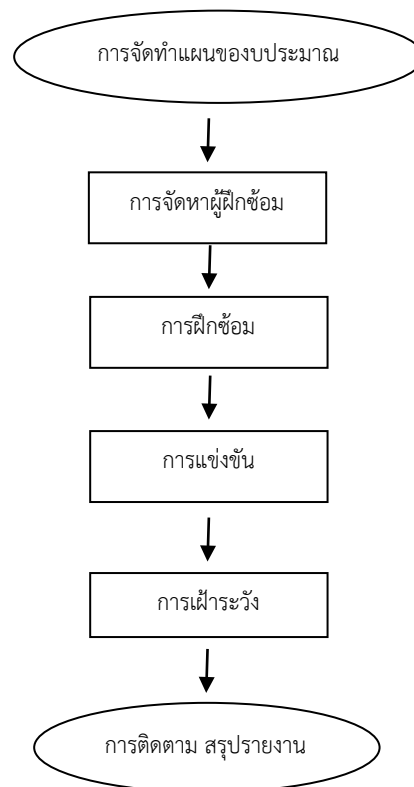 การจัดทำแผนของบประมาณ
การจัดหาผู้ฝึกซ้อม
การฝึกซ้อม
การแข่งขัน
การเฝ้าระวัง
การติดตาม สรุปรายงาน